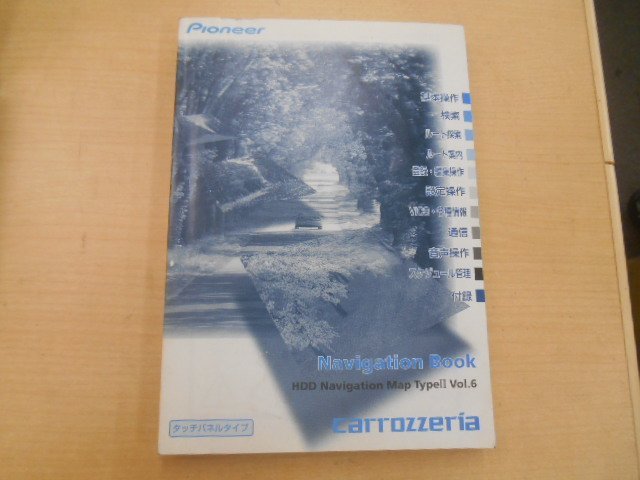 Pioneer
基本操作
検索
ルート探索
ルート案内
登録・編集操作
設定操作
VICS・各種情報
通信
音声操作
スケジュール管理
付録
Navigation Book
HDD Navigation Map TypeII Vol.6
タッチパネルタイプ
carrozzeria